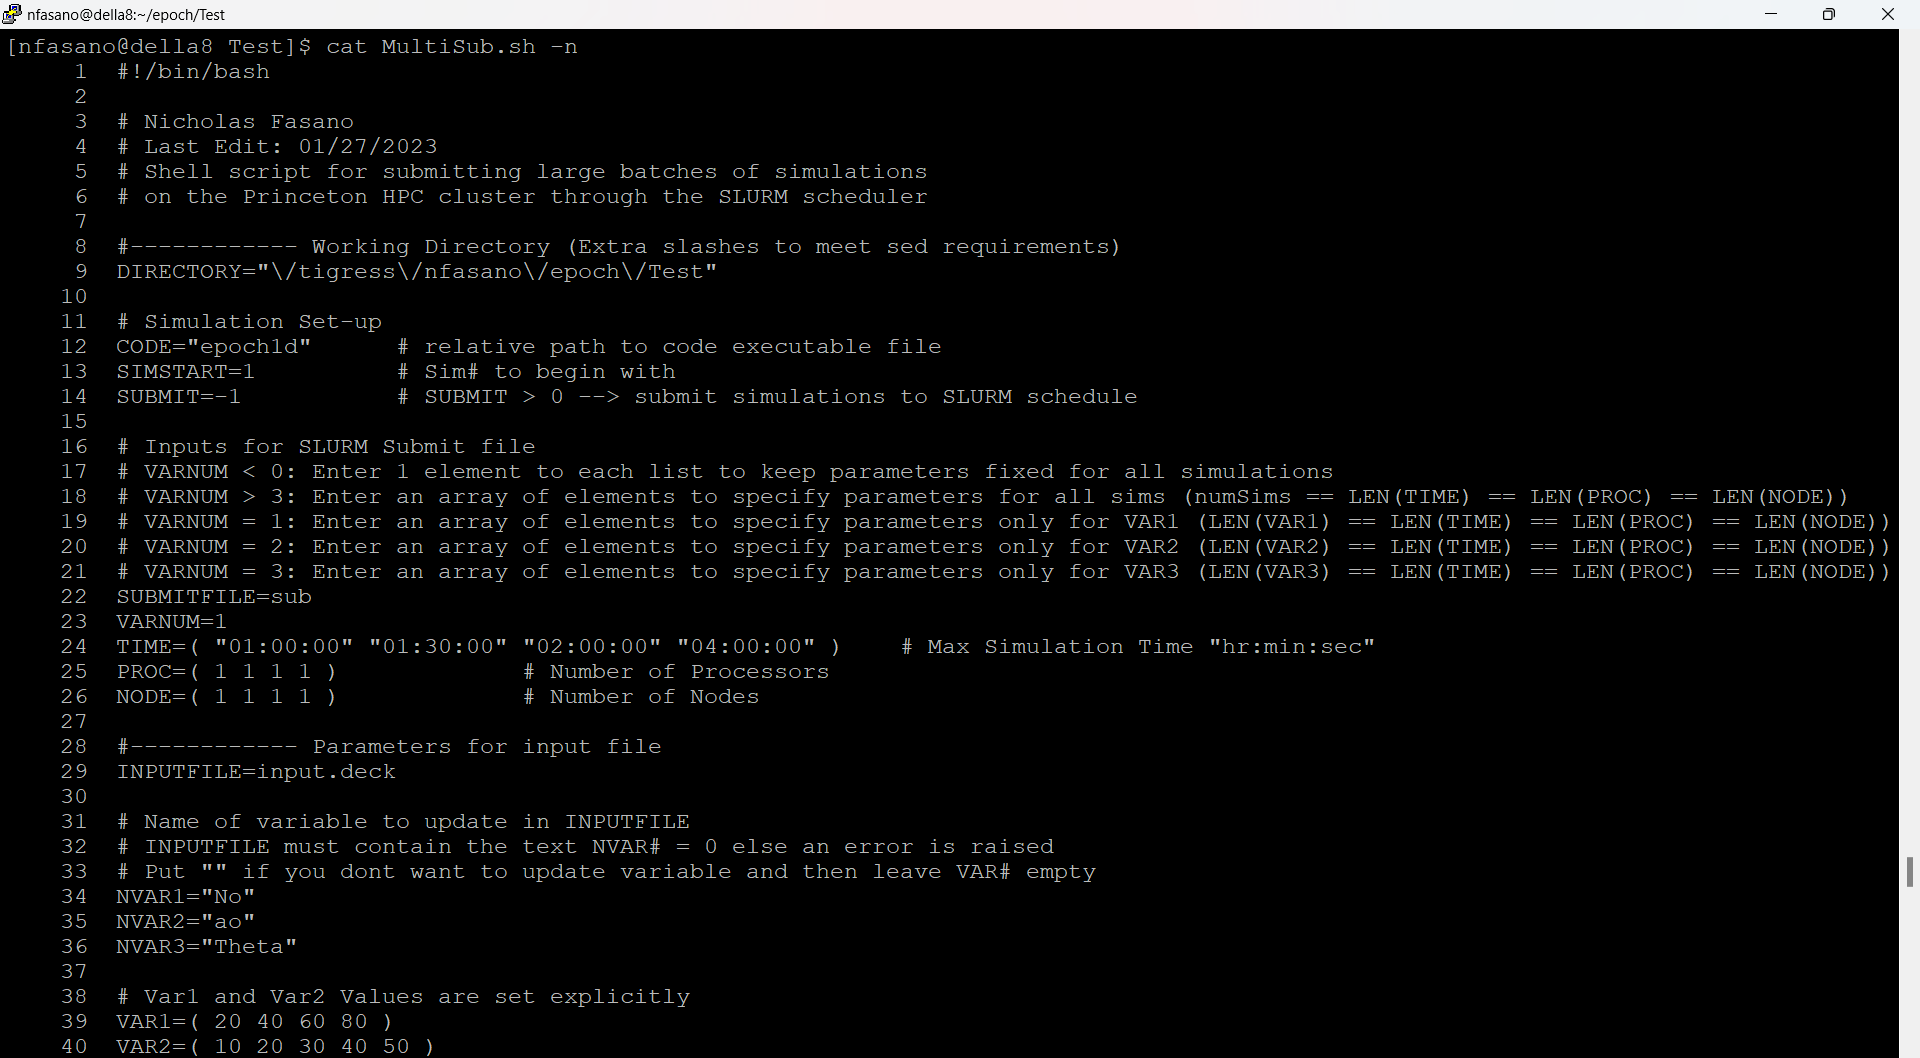 nfasano@della8:~/epoch/Test
[nfasano@della8 Test]$ cat MultiSub.sh -n
1 #!/bin/bash
2
3 # Nicholas Fasano
4 # Last Edit: 01/27/2023
5 # Shell script for submitting large batches of simulations
6 # on the Princeton HPC cluster through the SLURM scheduler
7
8 #------------ Working Directory (Extra slashes to meet sed requirements)
9 DIRECTORY="\/tigress\/nfasano\/epoch\/Test"
10
11 # Simulation Set-up
12 CODE="epoch1d" # relative path to code executable file
13 SIMSTART=1 # Sim# to begin with
14 SUBMIT=-1 # SUBMIT > 0 --> submit simulations to SLURM schedule
15
16 # Inputs for SLURM Submit file
17 # VARNUM < 0: Enter 1 element to each list to keep parameters fixed for all simulations
18 # VARNUM > 3: Enter an array of elements to specify parameters for all sims (numSims == LEN(TIME) == LEN(PROC) == LEN(NODE))
19 # VARNUM = 1: Enter an array of elements to specify parameters only for VAR1 (LEN(VAR1) == LEN(TIME) == LEN(PROC) == LEN(NODE))
20 # VARNUM = 2: Enter an array of elements to specify parameters only for VAR2 (LEN(VAR2) == LEN(TIME) == LEN(PROC) == LEN(NODE))
21 # VARNUM = 3: Enter an array of elements to specify parameters only for VAR3 (LEN(VAR3) == LEN(TIME) == LEN(PROC) == LEN(NODE))
22 SUBMITFILE=sub
23 VARNUM=1
24 TIME=( "01:00:00" "01:30:00" "02:00:00" "04:00:00" ) # Max Simulation Time "hr:min:sec"
25 PROC=( 1 1 1 1 ) # Number of Processors
26 NODE=( 1 1 1 1 ) # Number of Nodes
27
28 #------------ Parameters for input file
29 INPUTFILE=input.deck
30
31 # Name of variable to update in INPUTFILE
32 # INPUTFILE must contain the text NVAR# = 0 else an error is raised
33 # Put "" if you dont want to update variable and then leave VAR# empty
34 NVAR1="No"
35 NVAR2="ao"
36 NVAR3="Theta"
37
38 # Var1 and Var2 Values are set explicitly
39 VAR1=( 20 40 60 80 )
40 VAR2=( 10 20 30 40 50 )